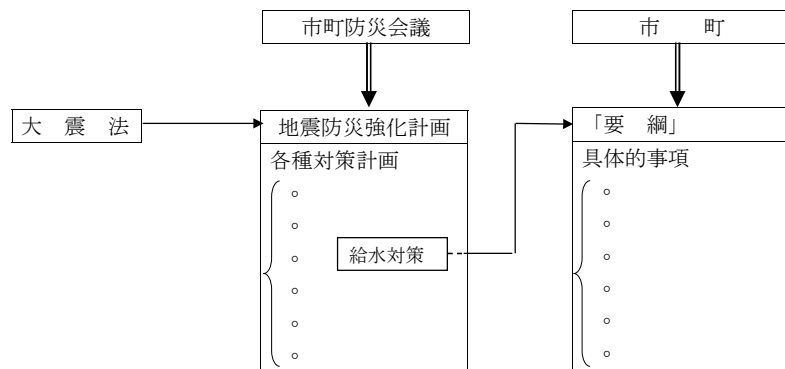 市町防災会議
市　　町
大　震　法
地震防災強化計画
「要　綱」
各種対策計画
具体的事項
。
。
。
。
。
。
給水対策
。
。
。
。
。
。